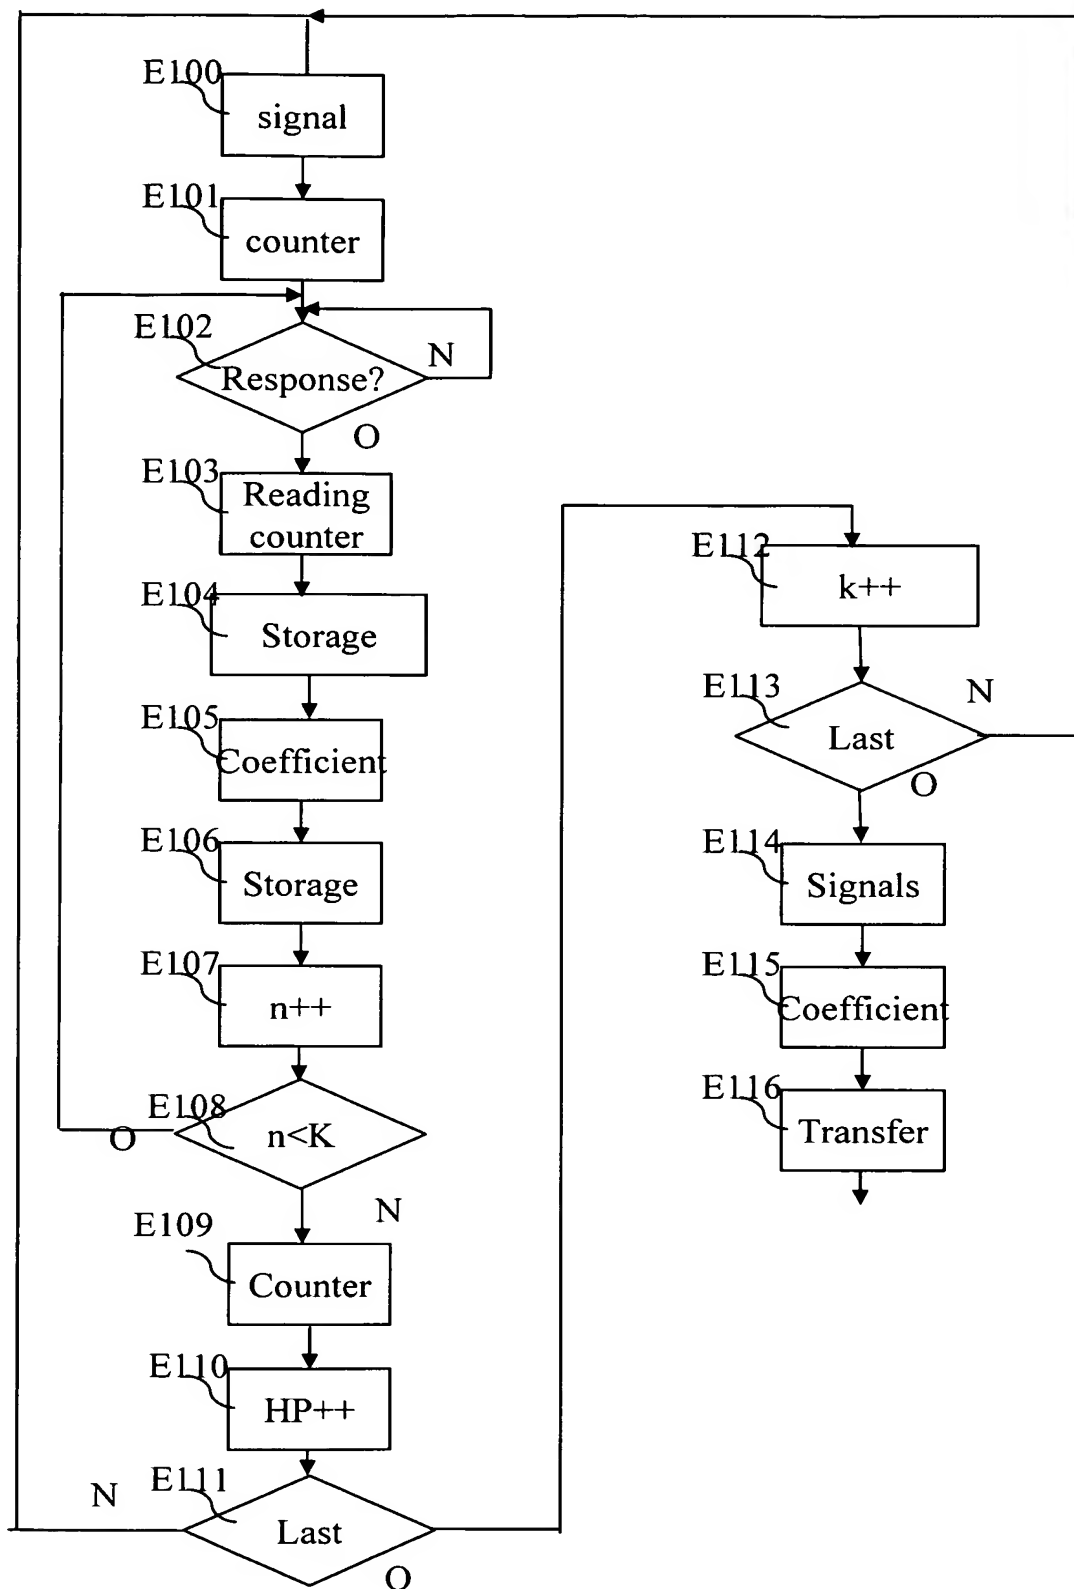 E100
signal
E101
counter
E102
Response?
N
O
E103
Reading
counter
E104
Storage
E105
Coefficient
E106
Storage
E107
n++
E108
n<K
O
N
E109
Counter
E110
HP++
E111
Last
N
O
E112
k++
E113
Last
N
O
E114
Signals
E115
Coefficient
E116
Transfer